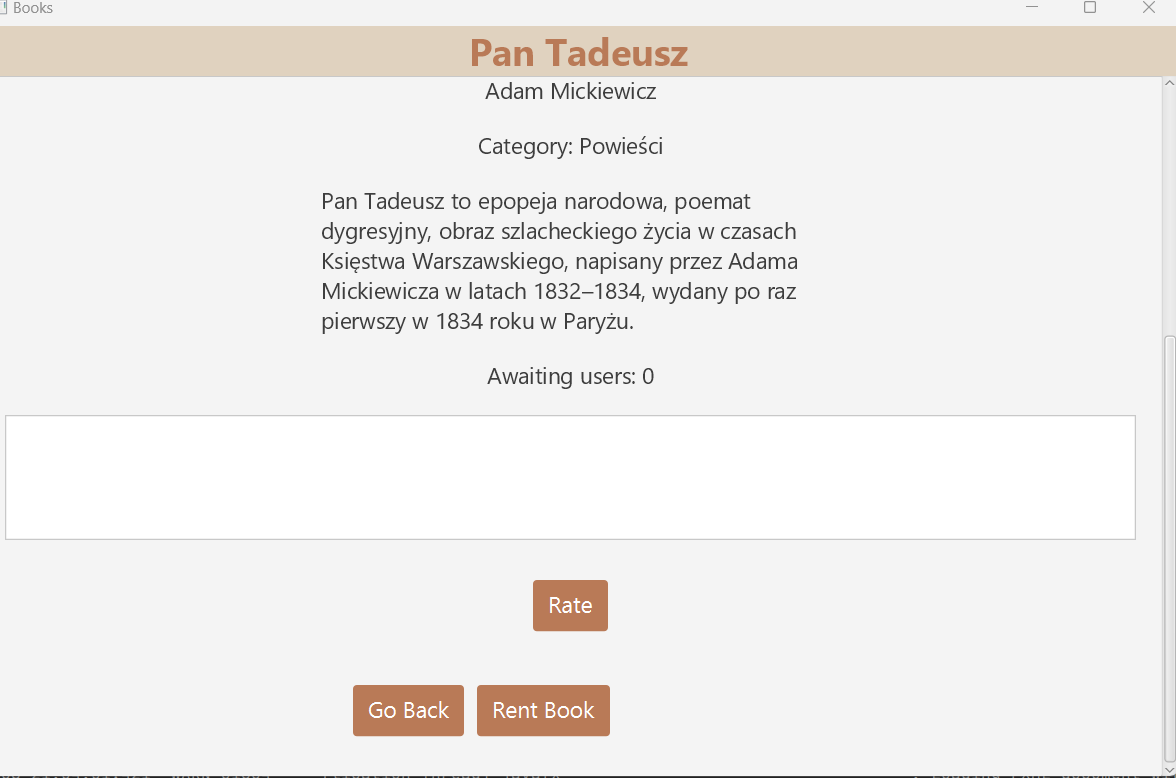 Books
Pan Tadeusz
Adam Mickiewicz
Category: Powieści
Pan Tadeusz to epopeja narodowa, poemat
dygresyjny, obraz szlacheckiego życia w czasach
Księstwa Warszawskiego, napisany przez Adama
Mickiewicza w latach 1832–1834, wydany po raz
pierwszy w 1834 roku w Paryżu.
Awaiting users: 0
Rate
Go Back Rent Book